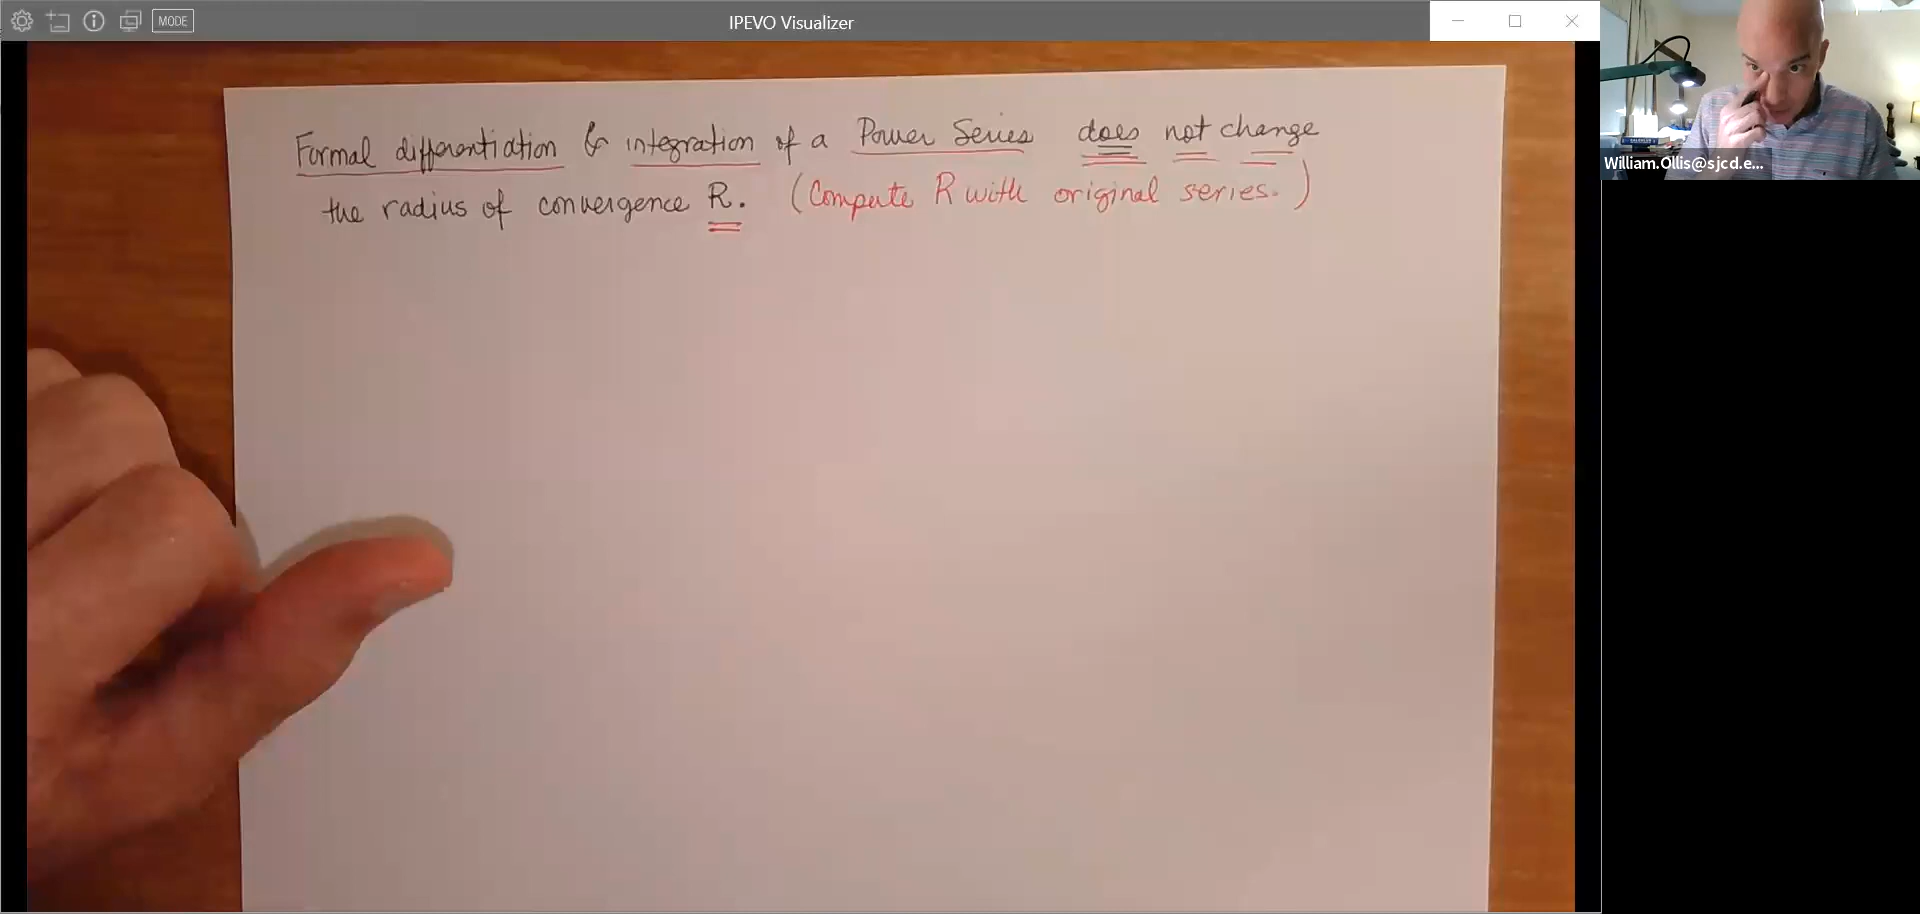 MODE
IPEVO Visualizer
Formal differentiation & integration of a Power Series does not change
the radius of convergence R. (Compute R with original series.)
William.Ollis@sjcd.e...